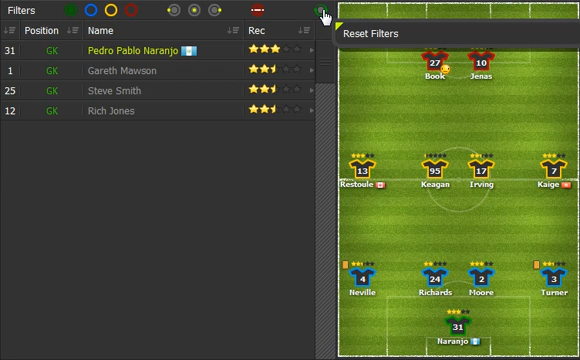 Filters
Reset Filters
Position Name Rec
31 GK Pedro Pablo Naranjo
1 GK Gareth Mawson
25 GK Steve Smith
12 GK Rich Jones
27 10
Book Jenas
13 95 17 7
Restoule Keagan Irving Kaige
4 24 2 3
Neville Richards Moore Turner
31
Naranjo